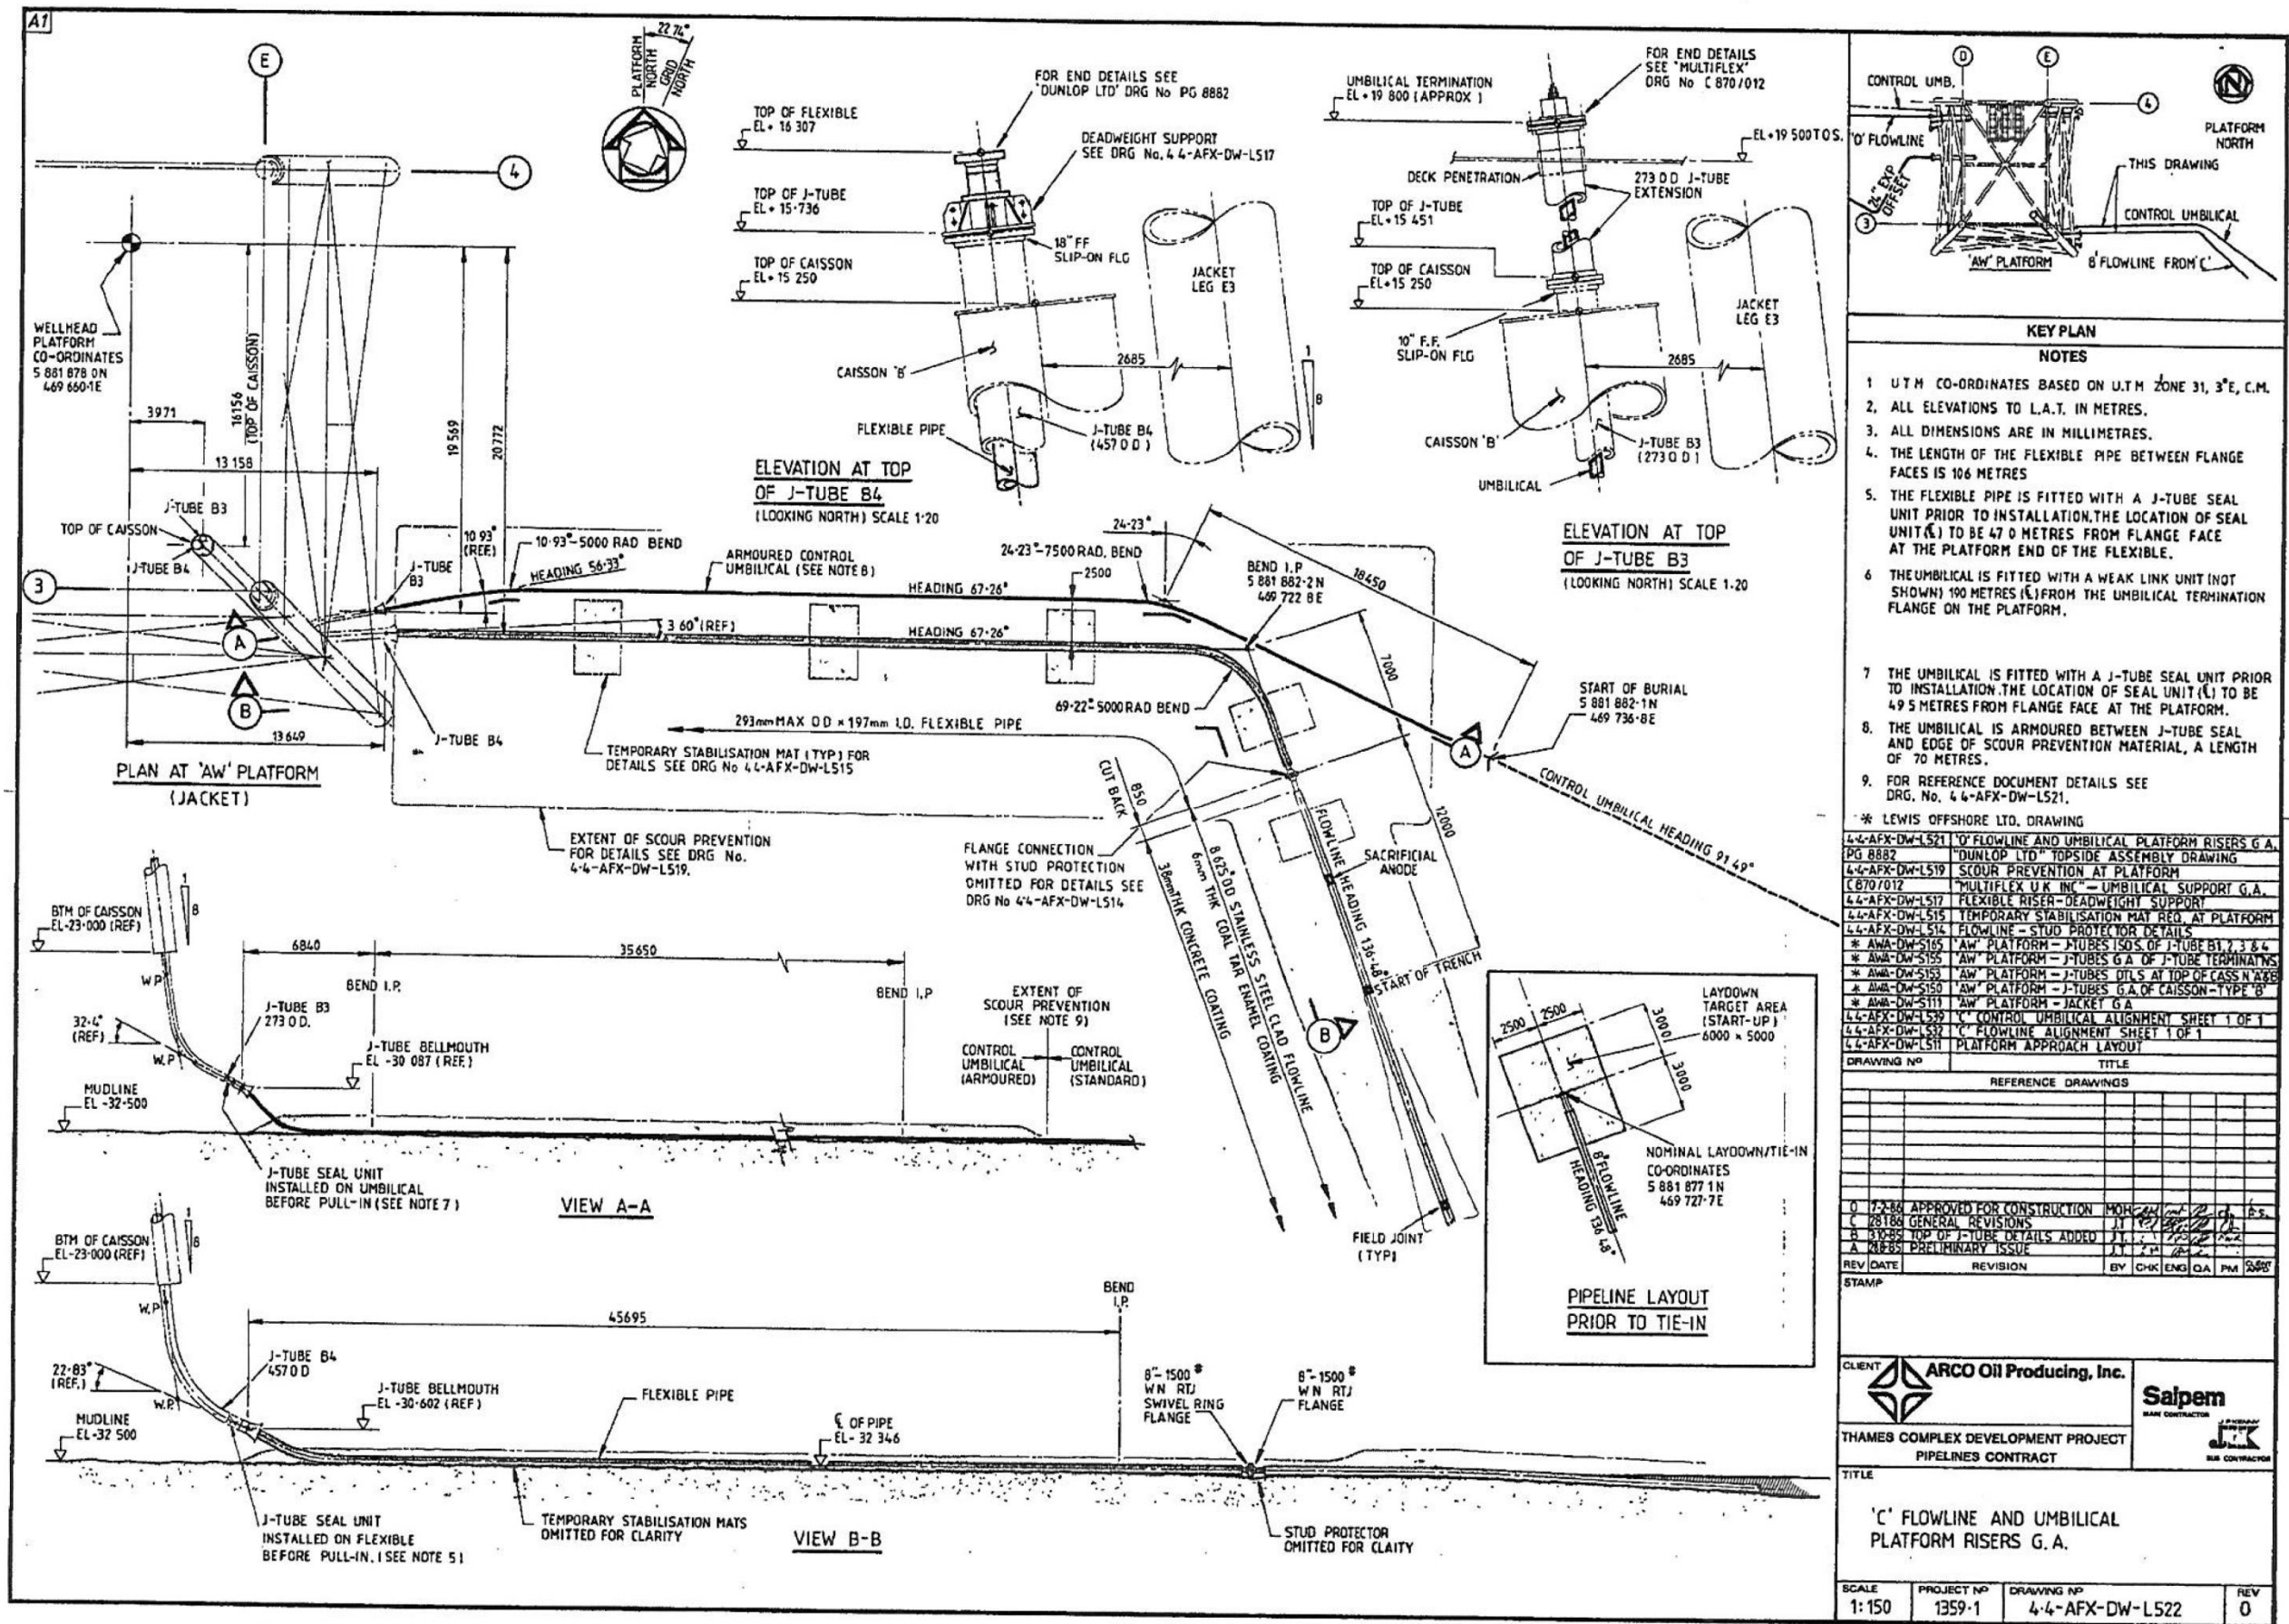 A1
E
22 74°
PLATFORM
NORTH
GRID
NORTH
4
WELLHEAD
PLATFORM
CO-ORDINATES
5 881 878 0N
469 660·1E
16156
(TOP OF CAISSON)
3971
13 158
19 569
20 772
J-TUBE B3
TOP OF CAISSON
J-TUBE B4
3
10 93°
(REF)
J-TUBE
B3
A
B
13 649
J-TUBE B4
PLAN AT 'AW' PLATFORM
(JACKET)
TOP OF FLEXIBLE
EL+ 16 307
FOR END DETAILS SEE
'DUNLOP LTD' DRG No PG 8882
DEADWEIGHT SUPPORT
SEE DRG No. 4 4-AFX-DW-L517
TOP OF J-TUBE
EL+ 15·736
18" FF
SLIP-ON FLG
TOP OF CAISSON
EL+ 15 250
JACKET
LEG E3
2685
CAISSON 'B'
1
8
FLEXIBLE PIPE
J-TUBE B4
(457 O D)
ELEVATION AT TOP
OF J-TUBE B4
(LOOKING NORTH) SCALE 1·20
UMBILICAL TERMINATION
EL+19 800 (APPROX)
FOR END DETAILS
SEE 'MULTIFLEX'
DRG No C 870/012
EL+19 500 T O S.
DECK PENETRATION
273 O D J-TUBE
EXTENSION
TOP OF J-TUBE
EL+15 451
TOP OF CAISSON
EL+15 250
JACKET
LEG E3
10" F.F.
SLIP-ON FLG
2685
CAISSON 'B'
J-TUBE B3
(273 O D)
UMBILICAL
ELEVATION AT TOP
OF J-TUBE B3
(LOOKING NORTH) SCALE 1·20
10·93°-5000 RAD BEND
HEADING 56·33°
ARMOURED CONTROL
UMBILICAL (SEE NOTE 8)
HEADING 67·26°
24·23°-7500 RAD. BEND
24·23°
2500
BEND I.P
5 881 882·2 N
469 722 8E
18450
3 60° (REF)
HEADING 67·26°
7000
69·22°-5000 RAD BEND
START OF BURIAL
5 881 882·1N
469 736·8E
A
293mm MAX O D × 197mm I.D. FLEXIBLE PIPE
TEMPORARY STABILISATION MAT (TYP) FOR
DETAILS SEE DRG No 4.4-AFX-DW-L515
CUT BACK
850
12000
CONTROL UMBILICAL HEADING 91 49°
EXTENT OF SCOUR PREVENTION
FOR DETAILS SEE DRG No.
4·4-AFX-DW-L519.
FLANGE CONNECTION
WITH STUD PROTECTION
OMITTED FOR DETAILS SEE
DRG No 4·4-AFX-DW-L514
38mm THK CONCRETE COATING
6mm THK COAL TAR ENAMEL COATING
8 625" OD STAINLESS STEEL CLAD FLOWLINE
FLOWLINE HEADING 136·48°
SACRIFICIAL
ANODE
START OF TRENCH
B
FIELD JOINT
(TYP)
BTM OF CAISSON
EL-23·000 (REF)
1
8
W.P
6840
35650
BEND I.P.
BEND I.P
32·4°
(REF)
J-TUBE B3
273 O D.
W.P
J-TUBE BELLMOUTH
EL -30 087 (REF.)
EXTENT OF
SCOUR PREVENTION
(SEE NOTE 9)
CONTROL
UMBILICAL
(ARMOURED)
CONTROL
UMBILICAL
(STANDARD)
MUDLINE
EL -32·500
J-TUBE SEAL UNIT
INSTALLED ON UMBILICAL
BEFORE PULL-IN (SEE NOTE 7)
VIEW A-A
BTM OF CAISSON
EL-23·000 (REF)
1
8
W.P
45695
BEND
I.P.
22·83°
(REF.)
J-TUBE B4
457 O D
W.P.
J-TUBE BELLMOUTH
EL -30·602 (REF)
FLEXIBLE PIPE
MUDLINE
EL-32 500
℄ OF PIPE
EL- 32 346
8"-1500 #
WN RTJ
SWIVEL RING
FLANGE
8"-1500 #
WN RTJ
FLANGE
J-TUBE SEAL UNIT
INSTALLED ON FLEXIBLE
BEFORE PULL-IN. (SEE NOTE 5)
TEMPORARY STABILISATION MATS
OMITTED FOR CLARITY
VIEW B-B
STUD PROTECTOR
OMITTED FOR CLAITY
2500
2500
3000
3000
LAYDOWN
TARGET AREA
(START-UP)
6000 × 5000
NOMINAL LAYDOWN/TIE-IN
CO-ORDINATES
5 881 877 1N
469 727·7E
8" FLOWLINE
HEADING 136 48°
PIPELINE LAYOUT
PRIOR TO TIE-IN
D
E
N
CONTROL UMB.
4
'D' FLOWLINE
PLATFORM
NORTH
THIS DRAWING
24" EXP
OFFSET
CONTROL UMBILICAL
3
'AW' PLATFORM
8" FLOWLINE FROM 'C'
KEY PLAN
NOTES
1 U T M CO-ORDINATES BASED ON U.T M ZONE 31, 3°E, C.M.
2, ALL ELEVATIONS TO L.A.T. IN METRES.
3. ALL DIMENSIONS ARE IN MILLIMETRES.
4. THE LENGTH OF THE FLEXIBLE PIPE BETWEEN FLANGE
FACES IS 106 METRES
5. THE FLEXIBLE PIPE IS FITTED WITH A J-TUBE SEAL
UNIT PRIOR TO INSTALLATION.THE LOCATION OF SEAL
UNIT (℄) TO BE 47 0 METRES FROM FLANGE FACE
AT THE PLATFORM END OF THE FLEXIBLE.
6 THE UMBILICAL IS FITTED WITH A WEAK LINK UNIT (NOT
SHOWN) 100 METRES (℄) FROM THE UMBILICAL TERMINATION
FLANGE ON THE PLATFORM.
7 THE UMBILICAL IS FITTED WITH A J-TUBE SEAL UNIT PRIOR
TO INSTALLATION.THE LOCATION OF SEAL UNIT (℄) TO BE
49 5 METRES FROM FLANGE FACE AT THE PLATFORM.
8. THE UMBILICAL IS ARMOURED BETWEEN J-TUBE SEAL
AND EDGE OF SCOUR PREVENTION MATERIAL, A LENGTH
OF 70 METRES.
9. FOR REFERENCE DOCUMENT DETAILS SEE
DRG. No. 4 4-AFX-DW-L521.
* LEWIS OFFSHORE LTD. DRAWING
4·4-AFX-DW-L521 'D' FLOWLINE AND UMBILICAL PLATFORM RISERS G A.
PG 8882 "DUNLOP LTD" TOPSIDE ASSEMBLY DRAWING
4·4-AFX-DW-L519 SCOUR PREVENTION AT PLATFORM
C870/012 "MULTIFLEX U K INC" - UMBILICAL SUPPORT G.A.
4 4-AFX-DW-L517 FLEXIBLE RISER-DEADWEIGHT SUPPORT
4 4-AFX-DW-L515 TEMPORARY STABILISATION MAT REQ. AT PLATFORM
4 4-AFX-DW-L514 FLOWLINE - STUD PROTECTOR DETAILS
* AWA-DW-S165 'AW' PLATFORM - J-TUBES ISO'S. OF J-TUBE B1, 2, 3 & 4
* AWA-DW-S155 'AW' PLATFORM - J-TUBES G A OF J-TUBE TERMINATNS
* AWA-DW-S153 'AW' PLATFORM - J-TUBES DTLS AT TOP OF CASS N A&B
* AWA-DW-S150 'AW' PLATFORM - J-TUBES G.A. OF CAISSON-TYPE 'B'
* AWA-DW-S111 'AW' PLATFORM - JACKET G A
4.4-AFX-DW-L539 'C' CONTROL UMBILICAL ALIGNMENT SHEET 1 OF 1
4.4-AFX-DW-L532 'C' FLOWLINE ALIGNMENT SHEET 1 OF 1
4.4-AFX-DW-L511 PLATFORM APPROACH LAYOUT
DRAWING Nº TITLE
REFERENCE DRAWINGS
0 7·2·86 APPROVED FOR CONSTRUCTION MOH
C 28 1 86 GENERAL REVISIONS J.T
B TOP OF J-TUBE DETAILS ADDED J.T.
A PRELIMINARY ISSUE J.T.
REV DATE REVISION BY CHK ENG QA PM
STAMP
CLIENT
ARCO Oil Producing, Inc.
Saipem
MAIN CONTRACTOR
THAMES COMPLEX DEVELOPMENT PROJECT
PIPELINES CONTRACT
J P KENNY
JPK
SUB CONTRACTOR
TITLE
'C' FLOWLINE AND UMBILICAL
PLATFORM RISERS G. A.
SCALE PROJECT Nº DRAWING Nº REV
1:150 1359·1 4·4-AFX-DW-L522 0